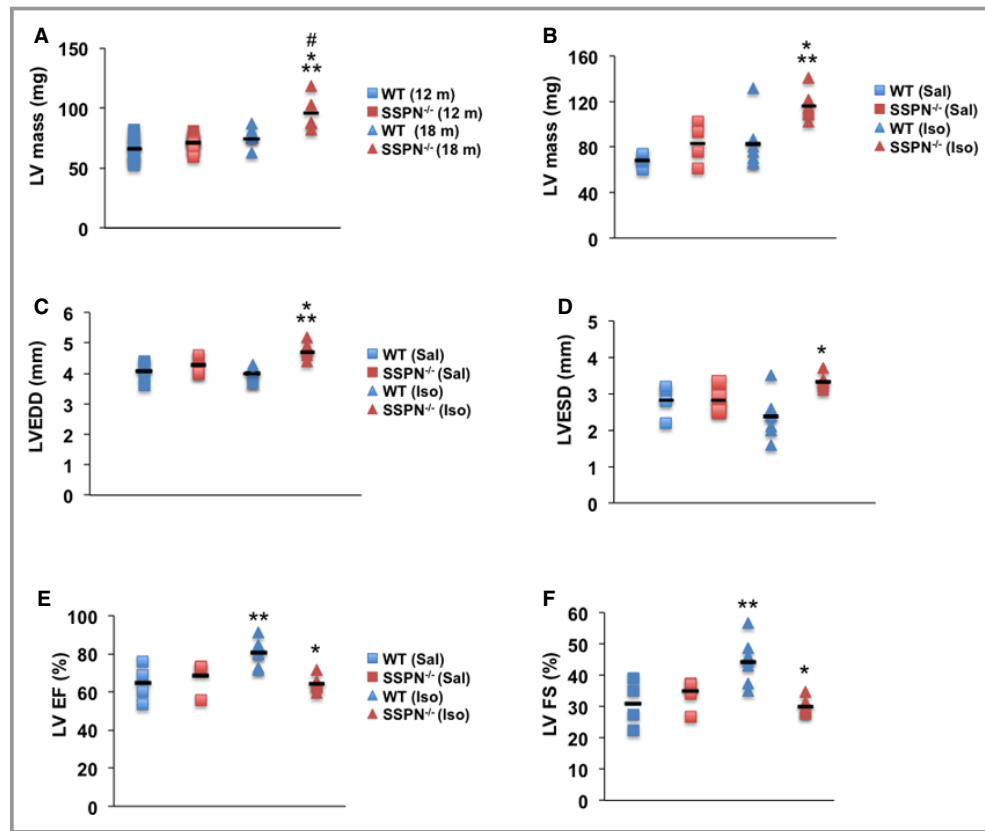 A
LV mass (mg)
150
100
50
0
#
*
**
WT (12 m)
SSPN-/- (12 m)
WT (18 m)
SSPN-/- (18 m)
B
LV mass (mg)
160
120
80
40
0
*
**
WT (Sal)
SSPN-/- (Sal)
WT (Iso)
SSPN-/- (Iso)
C
LVEDD (mm)
6
5
4
3
2
1
0
*
**
WT (Sal)
SSPN-/- (Sal)
WT (Iso)
SSPN-/- (Iso)
D
LVESD (mm)
5
4
3
2
1
0
*
E
LV EF (%)
100
80
60
40
20
0
**
*
WT (Sal)
SSPN-/- (Sal)
WT (Iso)
SSPN-/- (Iso)
F
LV FS (%)
60
50
40
30
20
10
0
**
*